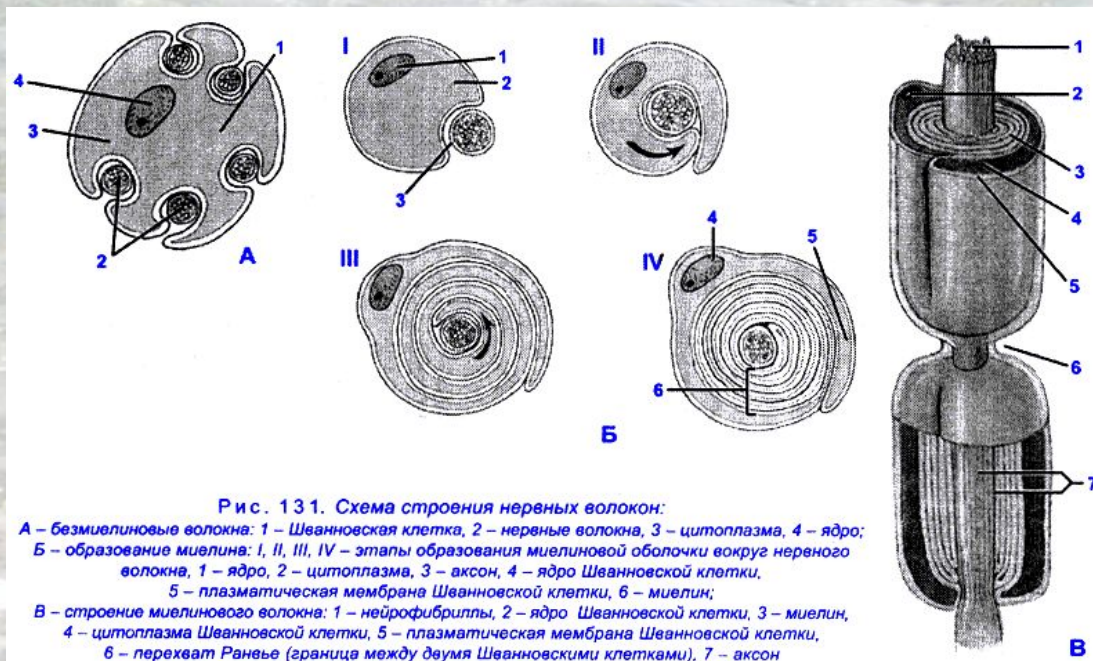 1
4
3
2
А
I
1
2
3
II
III
IV
4
5
6
Б
1
2
3
4
5
6
7
В
Рис. 131. Схема строения нервных волокон:
А – безмиелиновые волокна: 1 – Шванновская клетка, 2 – нервные волокна, 3 – цитоплазма, 4 – ядро;
Б – образование миелина: I, II, III, IV – этапы образования миелиновой оболочки вокруг нервного
волокна, 1 – ядро, 2 – цитоплазма, 3 – аксон, 4 – ядро Шванновской клетки,
5 – плазматическая мембрана Шванновской клетки, 6 – миелин;
В – строение миелинового волокна: 1 – нейрофибриллы, 2 – ядро Шванновской клетки, 3 – миелин,
4 – цитоплазма Шванновской клетки, 5 – плазматическая мембрана Шванновской клетки,
6 – перехват Ранвье (граница между двумя Шванновскими клетками), 7 – аксон